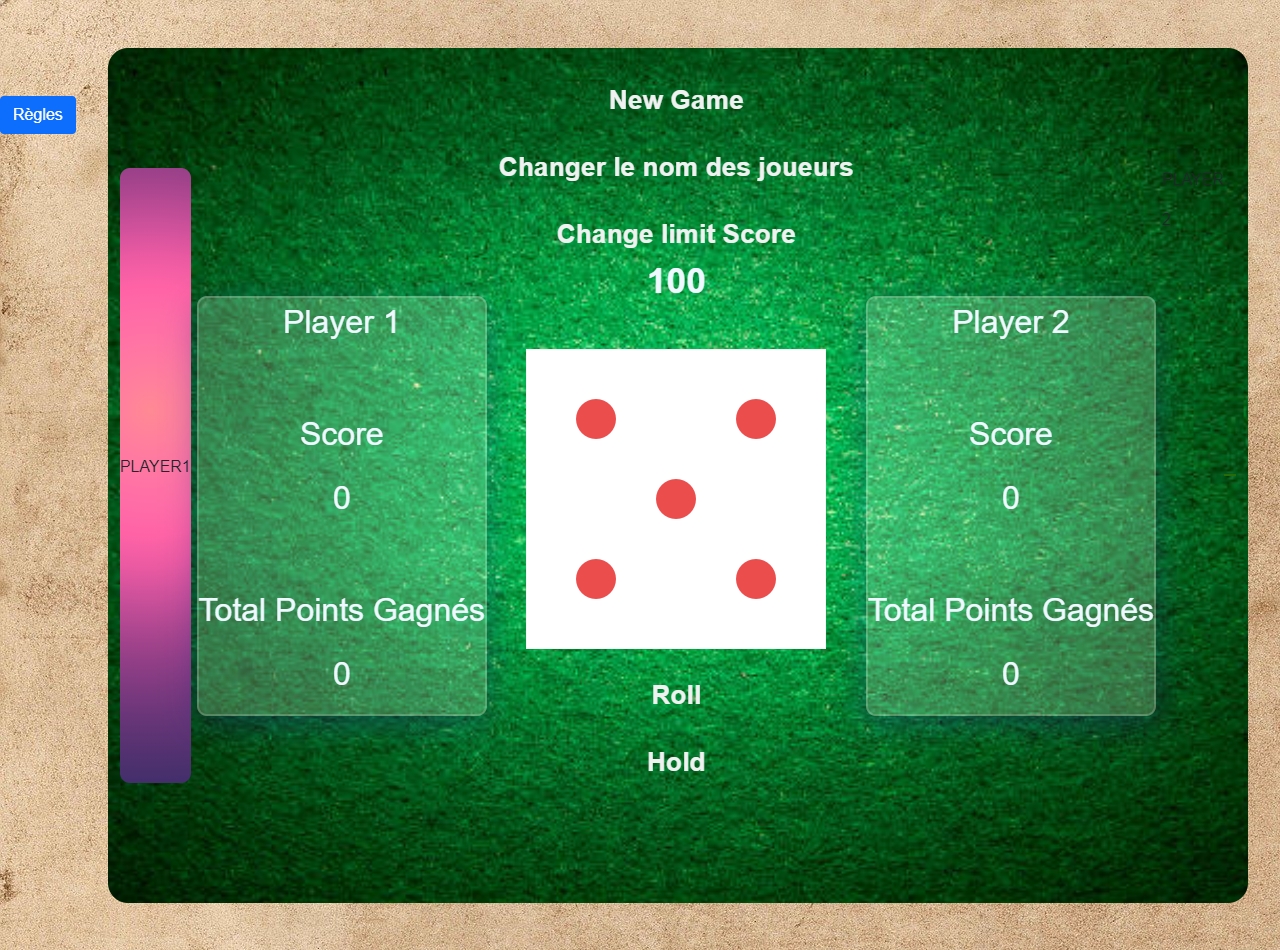 New Game
Règles
Changer le nom des joueurs
Change limit Score
100
Player 1
Score
0
Total Points Gagnés
0
PLAYER1
Player 2
Score
0
Total Points Gagnés
0
Roll
Hold